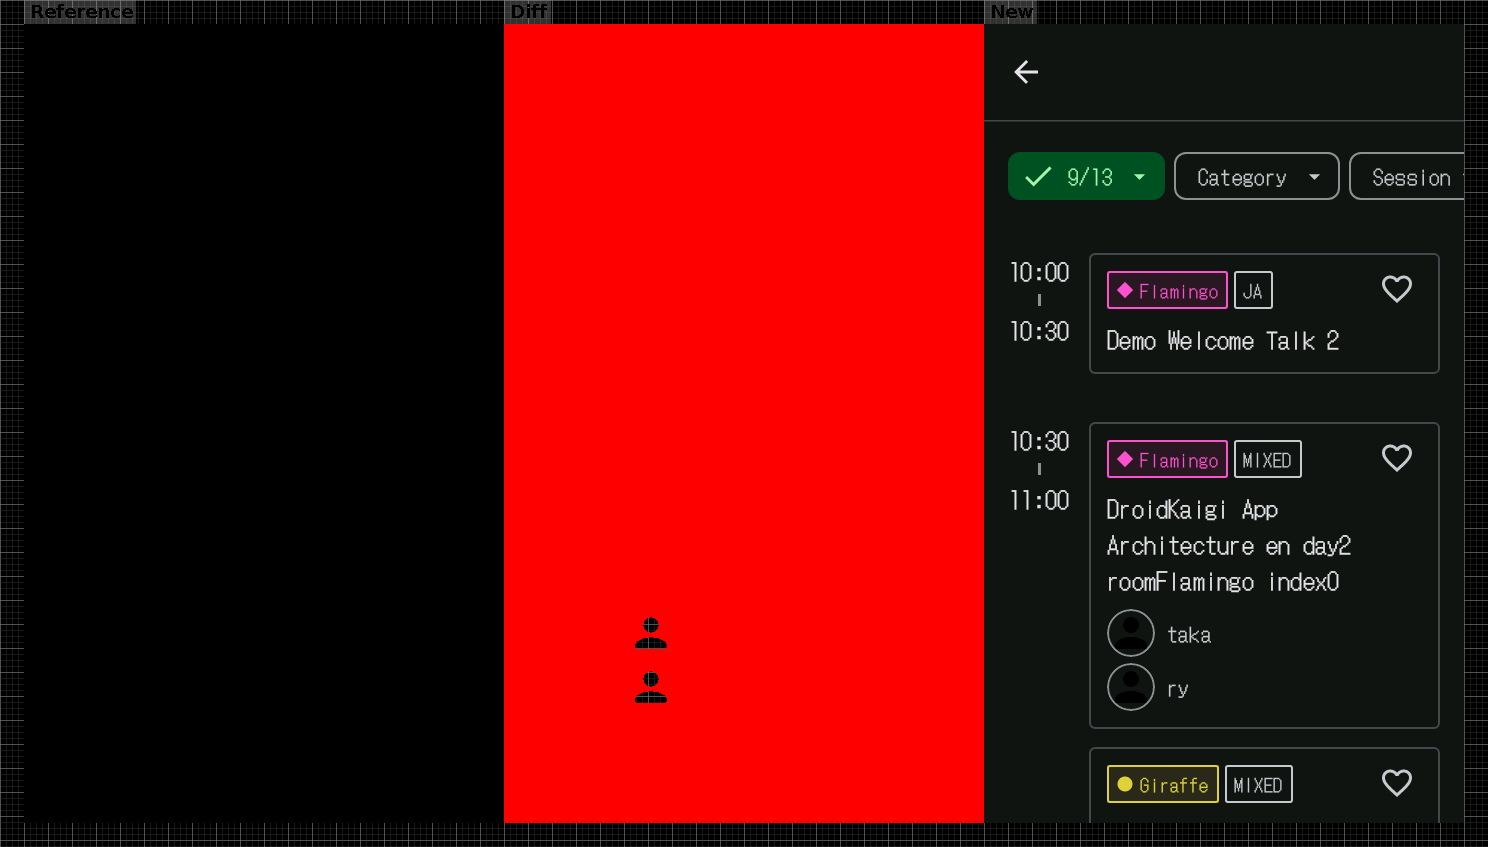 Reference
Diff
New
9/13
Category
Session
10:00
10:30
Flamingo
JA
Demo Welcome Talk 2
10:30
11:00
Flamingo
MIXED
DroidKaigi App
Architecture en day2
roomFlamingo index0
taka
ry
Giraffe
MIXED